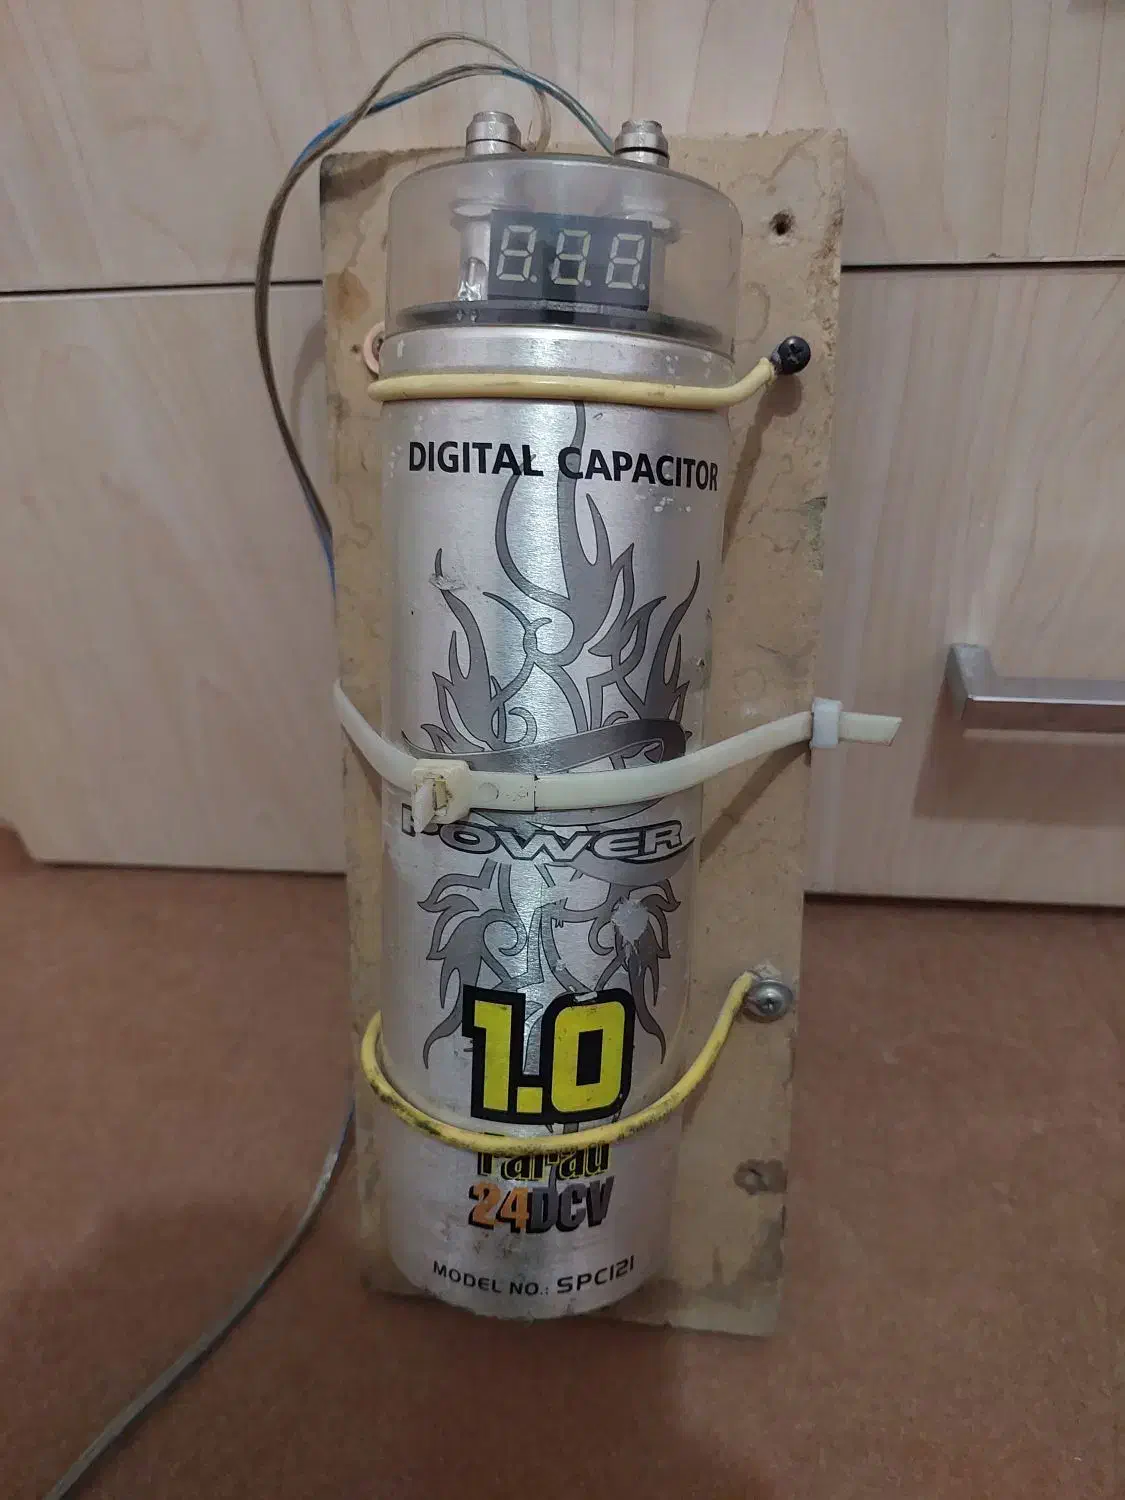 DIGITAL CAPACITOR
POWER
1.0
Farad
24DCV
MODEL NO.: SPC121